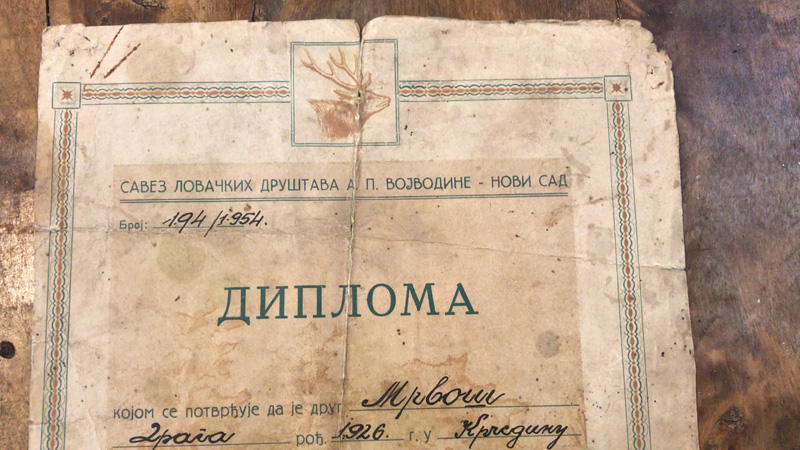 САВЕЗ ЛОВАЧКИХ ДРУШТАВА А. П. ВОЈВОДИНЕ - НОВИ САД
Број: 194/1954.
ДИПЛОМА
КОЈОМ СЕ ПОТВРЂУЈЕ ДА ЈЕ ДРУГ Мрвош
Драга РОЂ. 1926. Г. У Крчедину